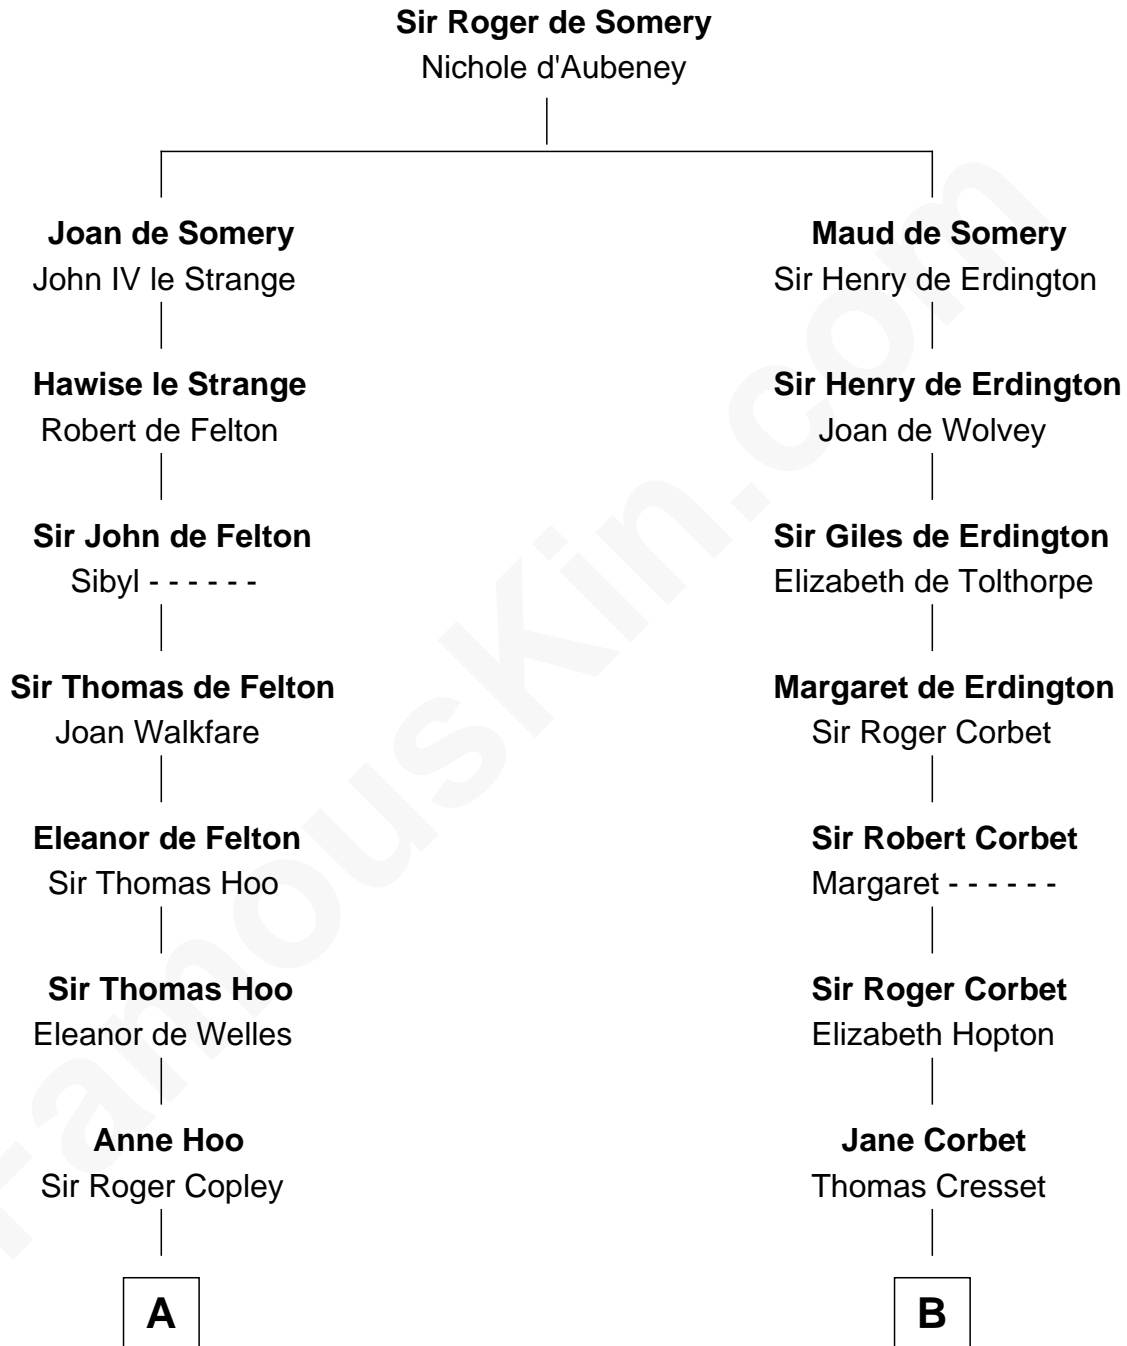 Sir Roger de Somery
Nichole d'Aubeney
Joan de Somery
John IV le Strange
Maud de Somery
Sir Henry de Erdington
Hawise le Strange
Robert de Felton
Sir Henry de Erdington
Joan de Wolvey
Sir John de Felton
Sibyl - - - - - -
Sir Giles de Erdington
Elizabeth de Tolthorpe
Sir Thomas de Felton
Joan Walkfare
Margaret de Erdington
Sir Roger Corbet
Eleanor de Felton
Sir Thomas Hoo
Sir Robert Corbet
Margaret - - - - - -
Sir Thomas Hoo
Eleanor de Welles
Sir Roger Corbet
Elizabeth Hopton
Anne Hoo
Sir Roger Copley
Jane Corbet
Thomas Cresset
A
B
FamousKin.com